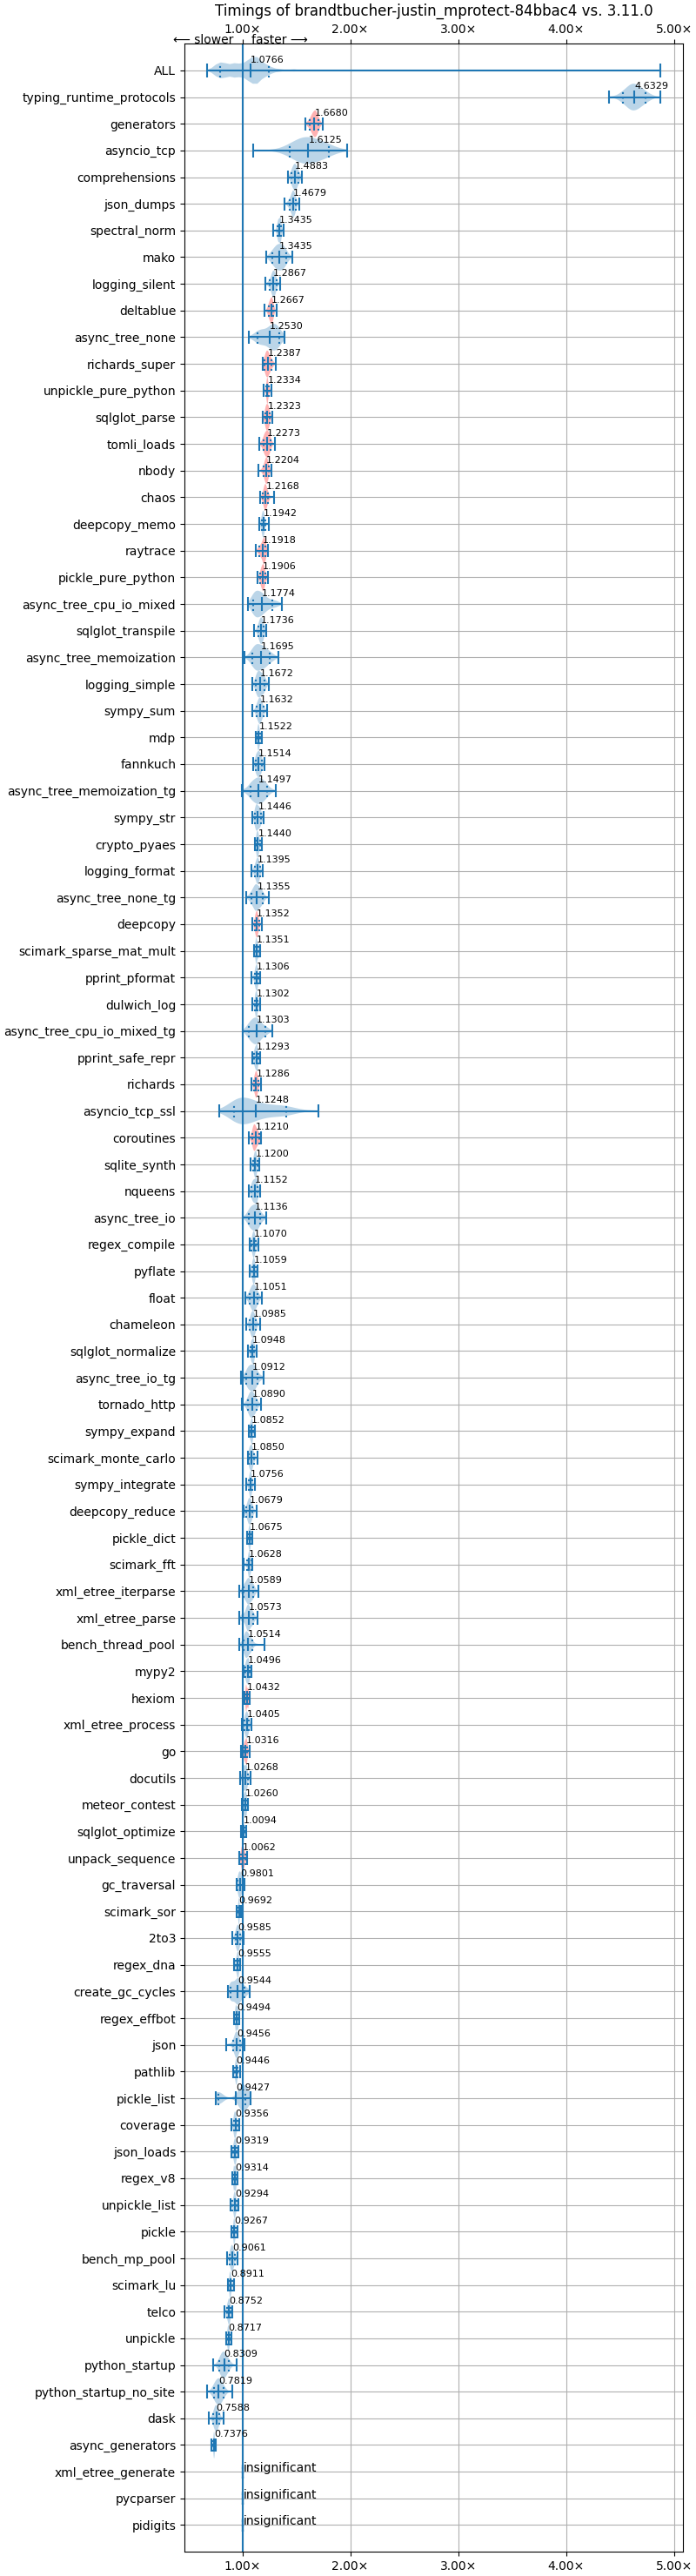 Timings of brandtbucher-justin_mprotect-84bbac4 vs. 3.11.0
1.00× 2.00× 3.00× 4.00× 5.00×
⟵ slower faster ⟶
ALL 1.0766
typing_runtime_protocols 4.6329
generators 1.6680
asyncio_tcp 1.6125
comprehensions 1.4883
json_dumps 1.4679
spectral_norm 1.3435
mako 1.3435
logging_silent 1.2867
deltablue 1.2667
async_tree_none 1.2530
richards_super 1.2387
unpickle_pure_python 1.2334
sqlglot_parse 1.2323
tomli_loads 1.2273
nbody 1.2204
chaos 1.2168
deepcopy_memo 1.1942
raytrace 1.1918
pickle_pure_python 1.1906
async_tree_cpu_io_mixed 1.1774
sqlglot_transpile 1.1736
async_tree_memoization 1.1695
logging_simple 1.1672
sympy_sum 1.1632
mdp 1.1522
fannkuch 1.1514
async_tree_memoization_tg 1.1497
sympy_str 1.1446
crypto_pyaes 1.1440
logging_format 1.1395
async_tree_none_tg 1.1355
deepcopy 1.1352
scimark_sparse_mat_mult 1.1351
pprint_pformat 1.1306
dulwich_log 1.1302
async_tree_cpu_io_mixed_tg 1.1303
pprint_safe_repr 1.1293
richards 1.1286
asyncio_tcp_ssl 1.1248
coroutines 1.1210
sqlite_synth 1.1200
nqueens 1.1152
async_tree_io 1.1136
regex_compile 1.1070
pyflate 1.1059
float 1.1051
chameleon 1.0985
sqlglot_normalize 1.0948
async_tree_io_tg 1.0912
tornado_http 1.0890
sympy_expand 1.0852
scimark_monte_carlo 1.0850
sympy_integrate 1.0756
deepcopy_reduce 1.0679
pickle_dict 1.0675
scimark_fft 1.0628
xml_etree_iterparse 1.0589
xml_etree_parse 1.0573
bench_thread_pool 1.0514
mypy2 1.0496
hexiom 1.0432
xml_etree_process 1.0405
go 1.0316
docutils 1.0268
meteor_contest 1.0260
sqlglot_optimize 1.0094
unpack_sequence 1.0062
gc_traversal 0.9801
scimark_sor 0.9692
2to3 0.9585
regex_dna 0.9555
create_gc_cycles 0.9544
regex_effbot 0.9494
json 0.9456
pathlib 0.9446
pickle_list 0.9427
coverage 0.9356
json_loads 0.9319
regex_v8 0.9314
unpickle_list 0.9294
pickle 0.9267
bench_mp_pool 0.9061
scimark_lu 0.8911
telco 0.8752
unpickle 0.8717
python_startup 0.8309
python_startup_no_site 0.7819
dask 0.7588
async_generators 0.7376
xml_etree_generate insignificant
pycparser insignificant
pidigits insignificant
1.00× 2.00× 3.00× 4.00× 5.00×